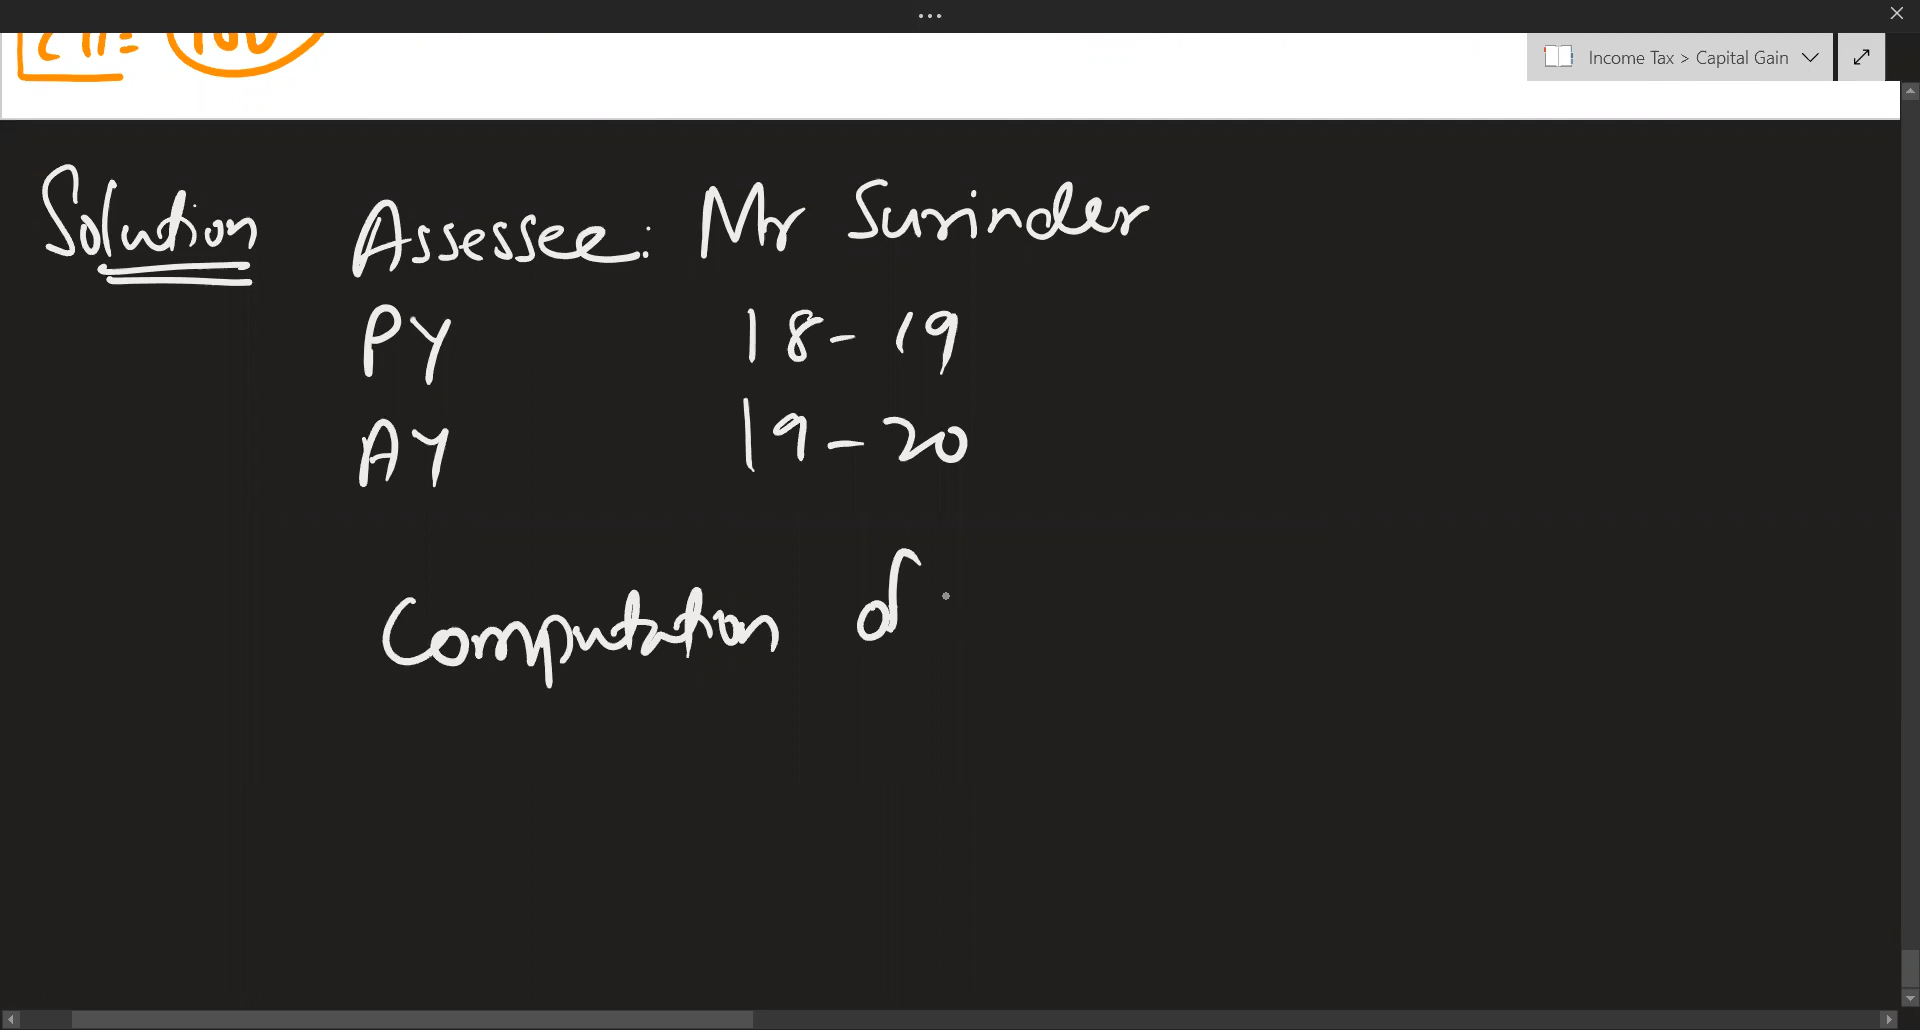 Income Tax > Capital Gain
Solution Assessee: Mr Surinder
PY 18-19
AY 19-20
Computation of